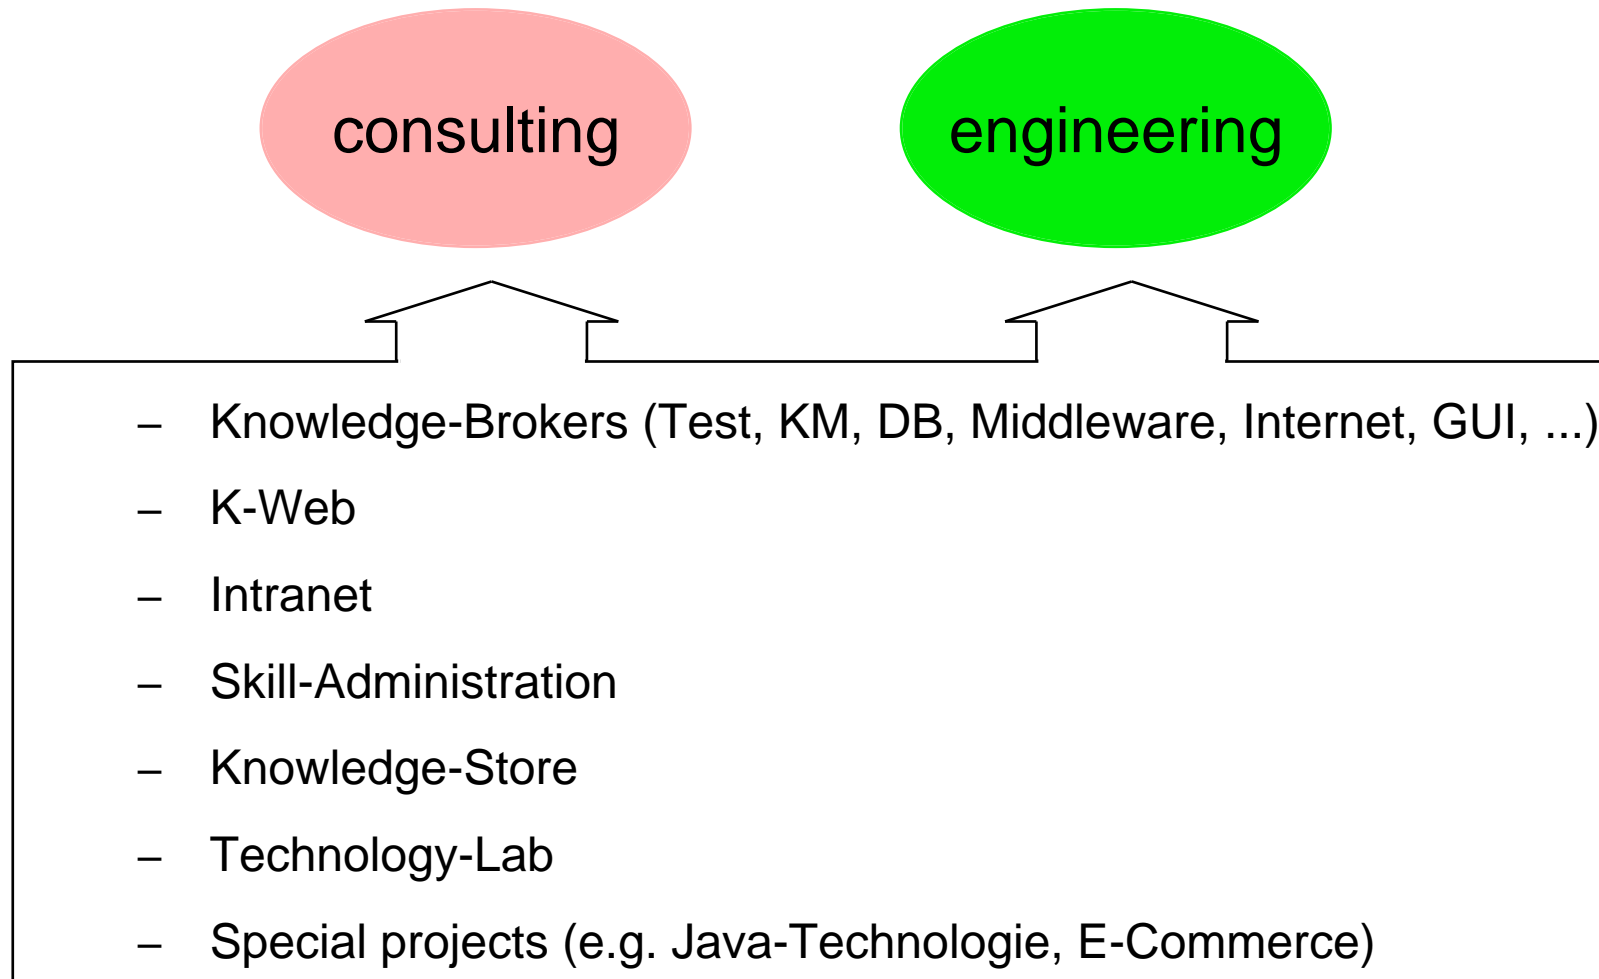 consulting
engineering
– Knowledge-Brokers (Test, KM, DB, Middleware, Internet, GUI, ...)
– K-Web
– Intranet
– Skill-Administration
– Knowledge-Store
– Technology-Lab
– Special projects (e.g. Java-Technologie, E-Commerce)